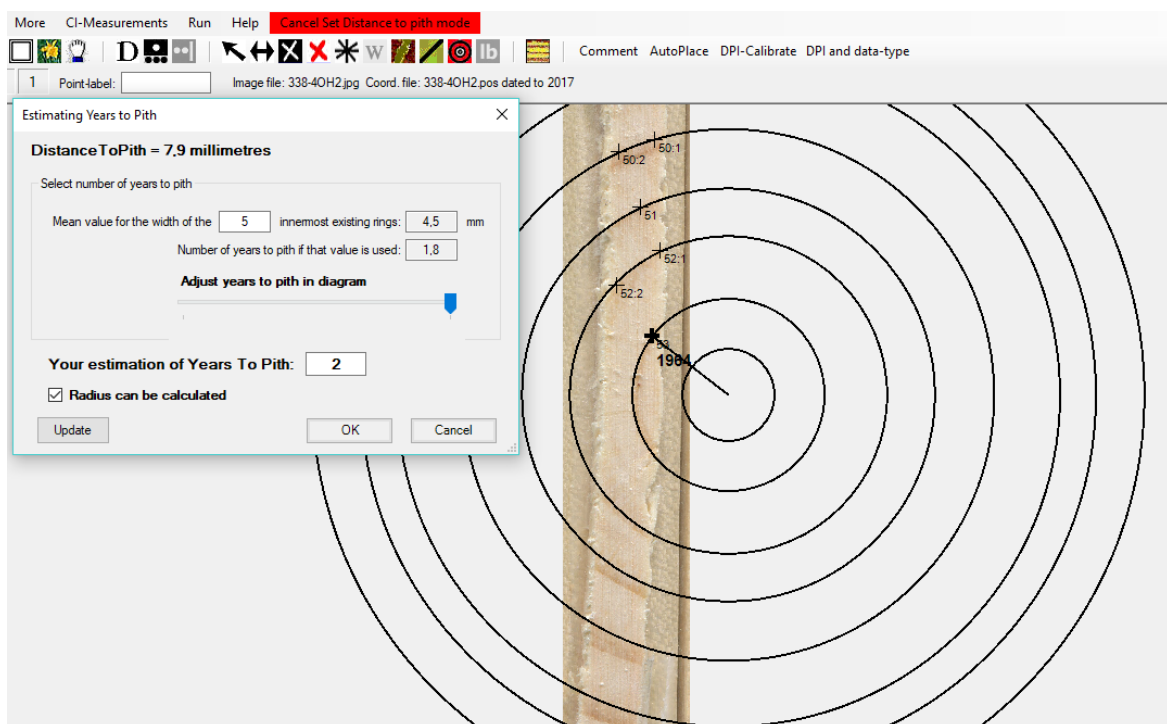 More CI-Measurements Run Help Cancel Set Distance to pith mode
D W lb Comment AutoPlace DPI-Calibrate DPI and data-type
1 Point-label: Image file: 338-4OH2.jpg Coord. file: 338-4OH2.pos dated to 2017
Estimating Years to Pith
DistanceToPith = 7,9 millimetres
Select number of years to pith
Mean value for the width of the 5 innermost existing rings: 4,5 mm
Number of years to pith if that value is used: 1,8
Adjust years to pith in diagram
Your estimation of Years To Pith: 2
Radius can be calculated
Update OK Cancel
50:1
50:2
51
52:1
52:2
53
1964